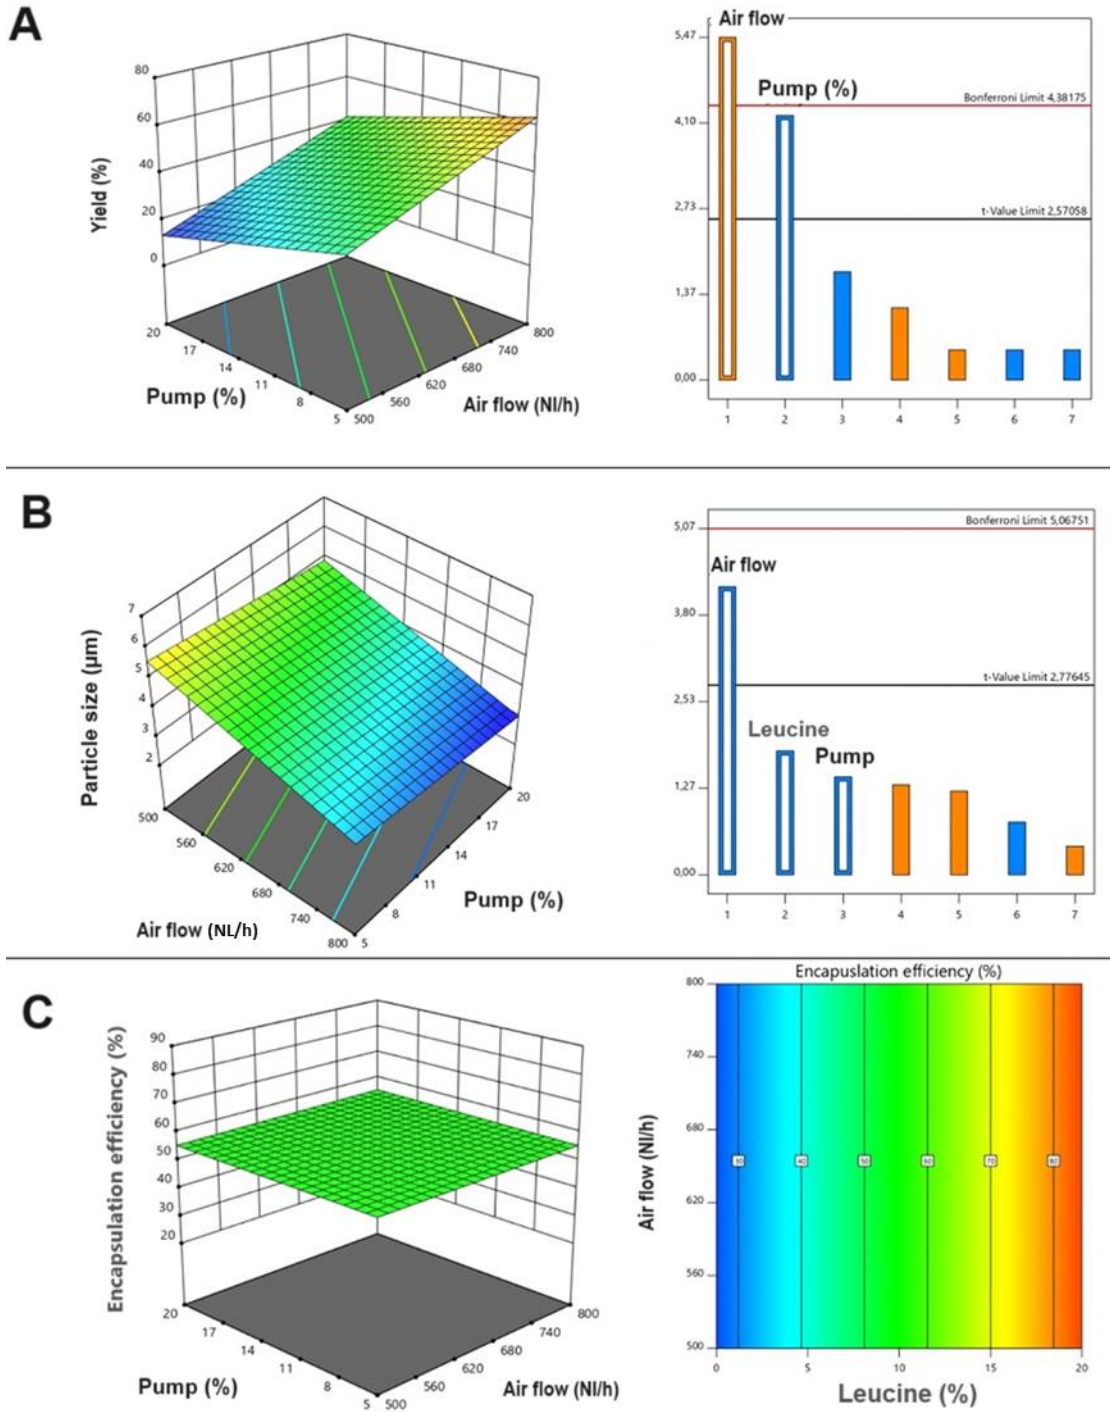 A
80
60
40
20
0
Yield (%)
20
17
14
11
8
5
Pump (%)
500
560
620
680
740
800
Air flow (Nl/h)
Air flow
Pump (%)
5,47
4,10
2,73
1,37
0,00
Bonferroni Limit 4,38175
t-Value Limit 2,57058
1 2 3 4 5 6 7
B
7
6
5
4
3
2
Particle size (µm)
500
560
620
680
740
800
Air flow (NL/h)
5
8
11
14
17
20
Pump (%)
5,07
3,80
2,53
1,27
0,00
Bonferroni Limit 5,06751
Air flow
t-Value Limit 2,77645
Leucine
Pump
1 2 3 4 5 6 7
C
90
80
70
60
50
40
30
20
Encapsulation efficiency (%)
20
17
14
11
8
5
Pump (%)
500
560
620
680
740
800
Air flow (Nl/h)
Encapuslation efficiency (%)
800
740
680
620
560
500
Air flow (Nl/h)
30 40 50 60 70 80
0 5 10 15 20
Leucine (%)